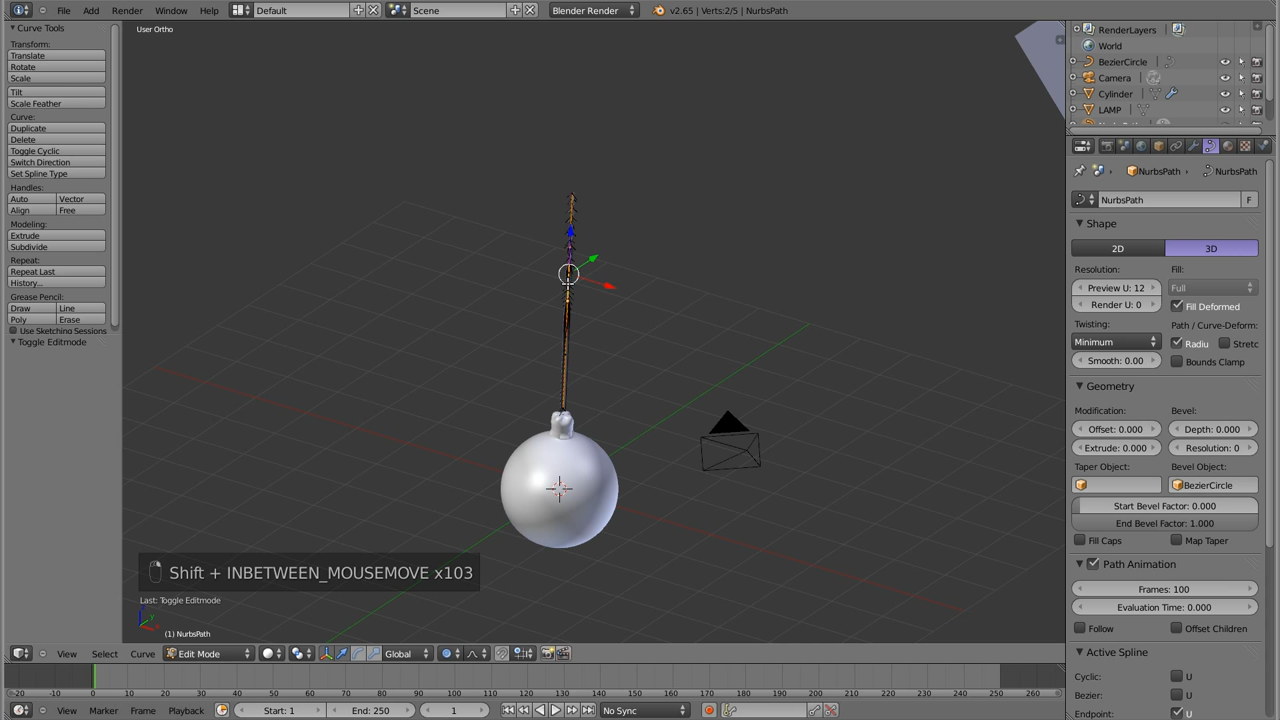 File Add Render Window Help Default Scene Blender Render v2.65 | Verts:2/5 | NurbsPath
Curve Tools
Transform:
Translate
Rotate
Scale
Tilt
Scale Feather
Curve:
Duplicate
Delete
Toggle Cyclic
Switch Direction
Set Spline Type
Handles:
Auto Vector
Align Free
Modeling:
Extrude
Subdivide
Repeat:
Repeat Last
History...
Grease Pencil:
Draw Line
Poly Erase
Use Sketching Sessions
Toggle Editmode
User Ortho
Shift + INBETWEEN_MOUSEMOVE x103
Last: Toggle Editmode
(1) NurbsPath
RenderLayers
World
BezierCircle
Camera
Cylinder
LAMP
NurbsPath NurbsPath
NurbsPath F
Shape
2D 3D
Resolution: Fill:
Preview U: 12 Full
Render U: 0 Fill Deformed
Twisting: Path / Curve-Deform:
Minimum Radiu Stretc
Smooth: 0.00 Bounds Clamp
Geometry
Modification: Bevel:
Offset: 0.000 Depth: 0.000
Extrude: 0.000 Resolution: 0
Taper Object: Bevel Object:
BezierCircle
Start Bevel Factor: 0.000
End Bevel Factor: 1.000
Fill Caps Map Taper
Path Animation
Frames: 100
Evaluation Time: 0.000
Follow Offset Children
Active Spline
Cyclic: U
Bezier: U
Endpoint: U
View Select Curve Edit Mode Global
-20 -10 0 10 20 30 40 50 60 70 80 90 100 110 120 130 140 150 160 170 180 190 200 210 220 230 240 250 260
View Marker Frame Playback Start: 1 End: 250 1 No Sync